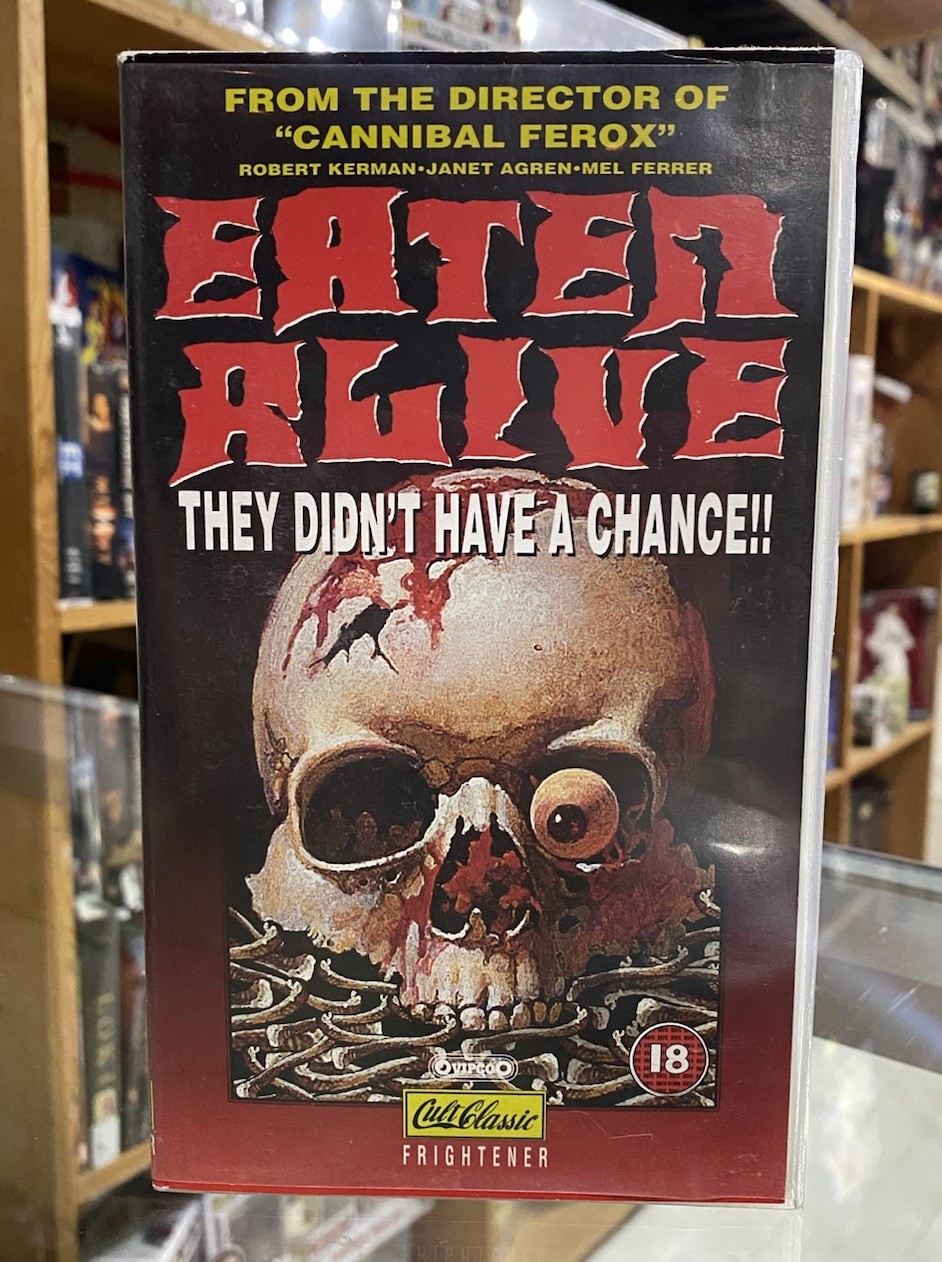 FROM THE DIRECTOR OF
“CANNIBAL FEROX”
ROBERT KERMAN•JANET AGREN•MEL FERRER
EATEN
ALIVE
THEY DIDN'T HAVE A CHANCE!!
18
VIPCO
Cult Classic
FRIGHTENER